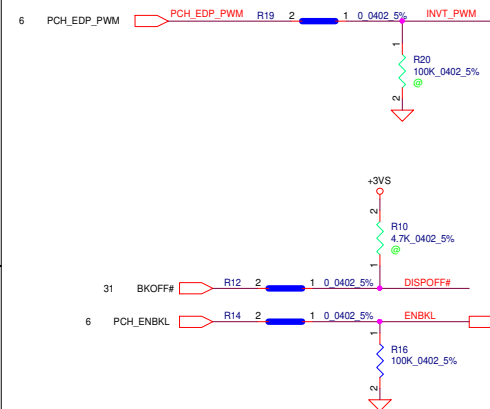 6 PCH_EDP_PWM PCH_EDP_PWM R19 2 1 0_0402_5% INVT_PWM
1
R20
100K_0402_5%
@
2
+3VS
2
R10
4.7K_0402_5%
@
1
31 BKOFF# R12 2 1 0_0402_5% DISPOFF#
6 PCH_ENBKL R14 2 1 0_0402_5% ENBKL
1
R16
100K_0402_5%
2